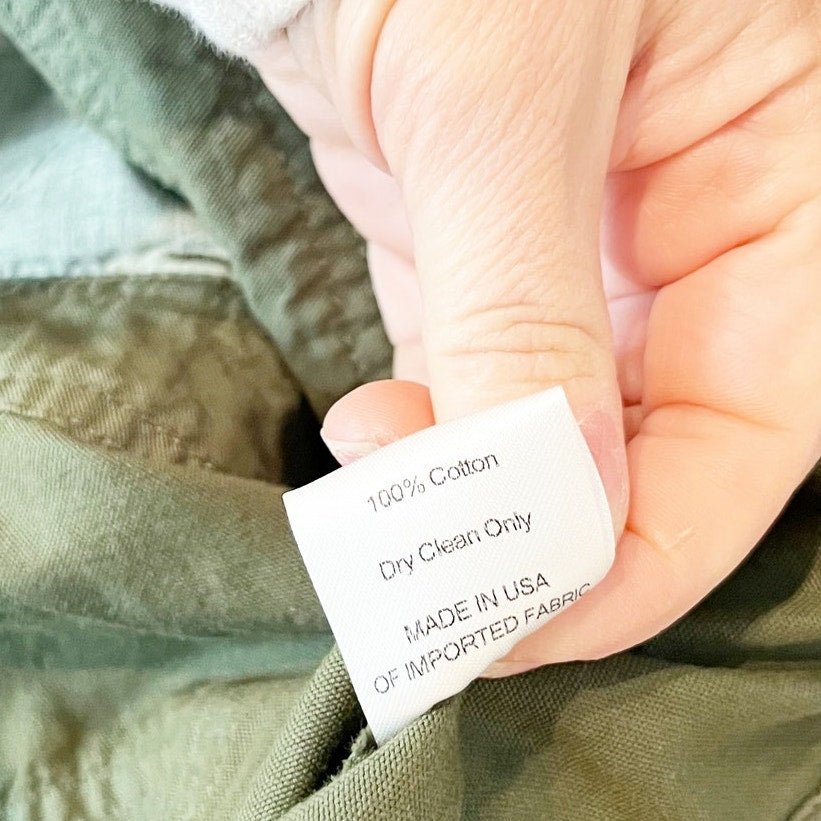 100% Cotton
Dry Clean Only
MADE IN USA
OF IMPORTED FABRIC